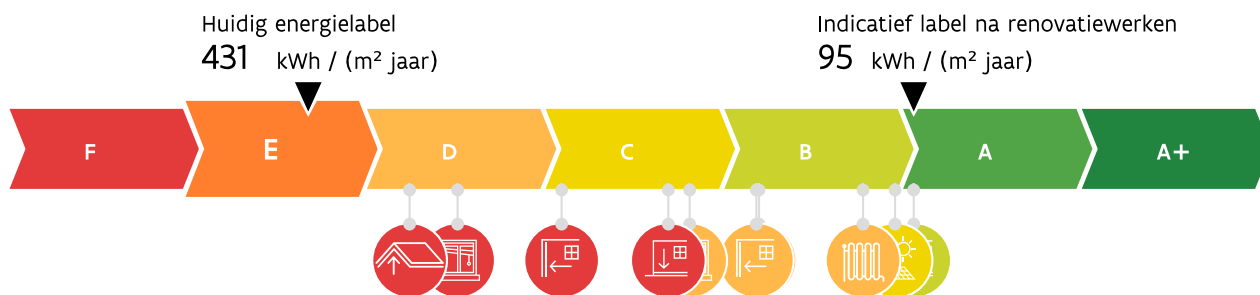 Huidig energielabel
431 kWh / (m² jaar)
Indicatief label na renovatiewerken
95 kWh / (m² jaar)
F E D C B A A+